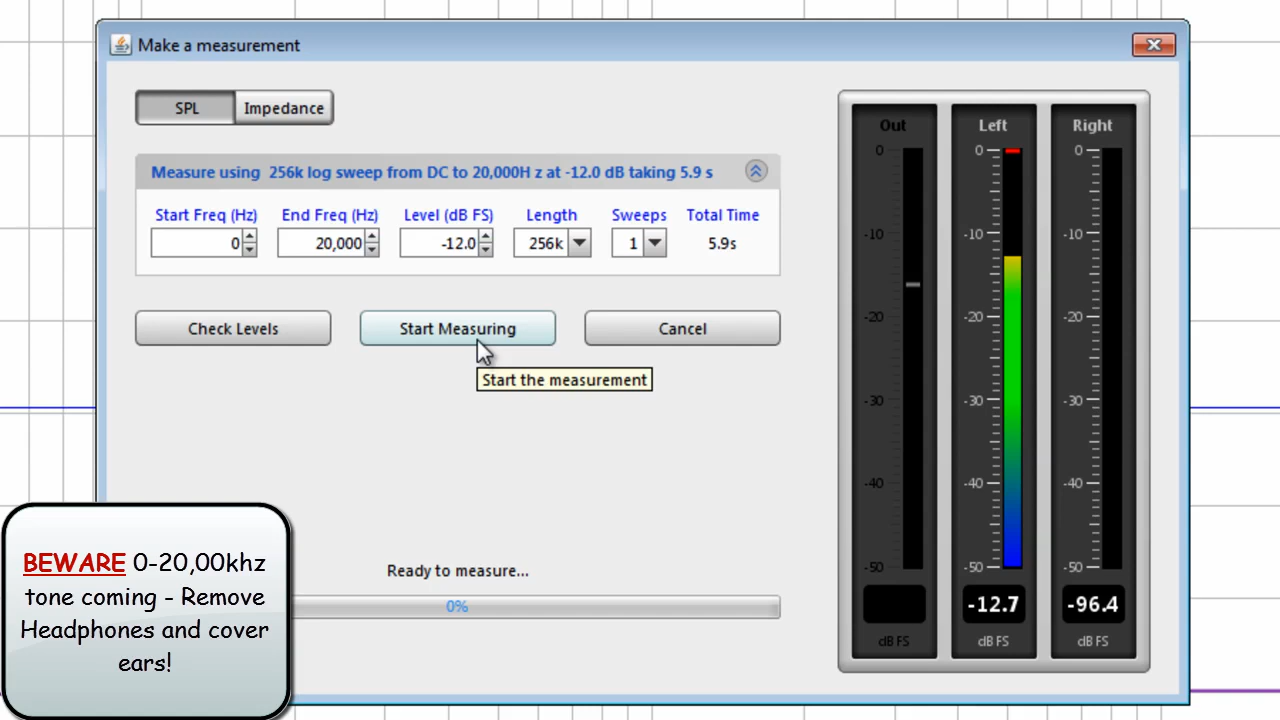 Make a measurement
SPL Impedance
Measure using 256k log sweep from DC to 20,000H z at -12.0 dB taking 5.9 s
Start Freq (Hz) End Freq (Hz) Level (dB FS) Length Sweeps Total Time
0 20,000 -12.0 256k 1 5.9s
Check Levels Start Measuring Cancel
Start the measurement
Ready to measure...
0%
Out Left Right
0 0 0
-10 -10 -10
-20 -20 -20
-30 -30 -30
-40 -40 -40
-50 -50 -50
-12.7 -96.4
dB FS dB FS dB FS
BEWARE 0-20,00khz
tone coming - Remove
Headphones and cover
ears!